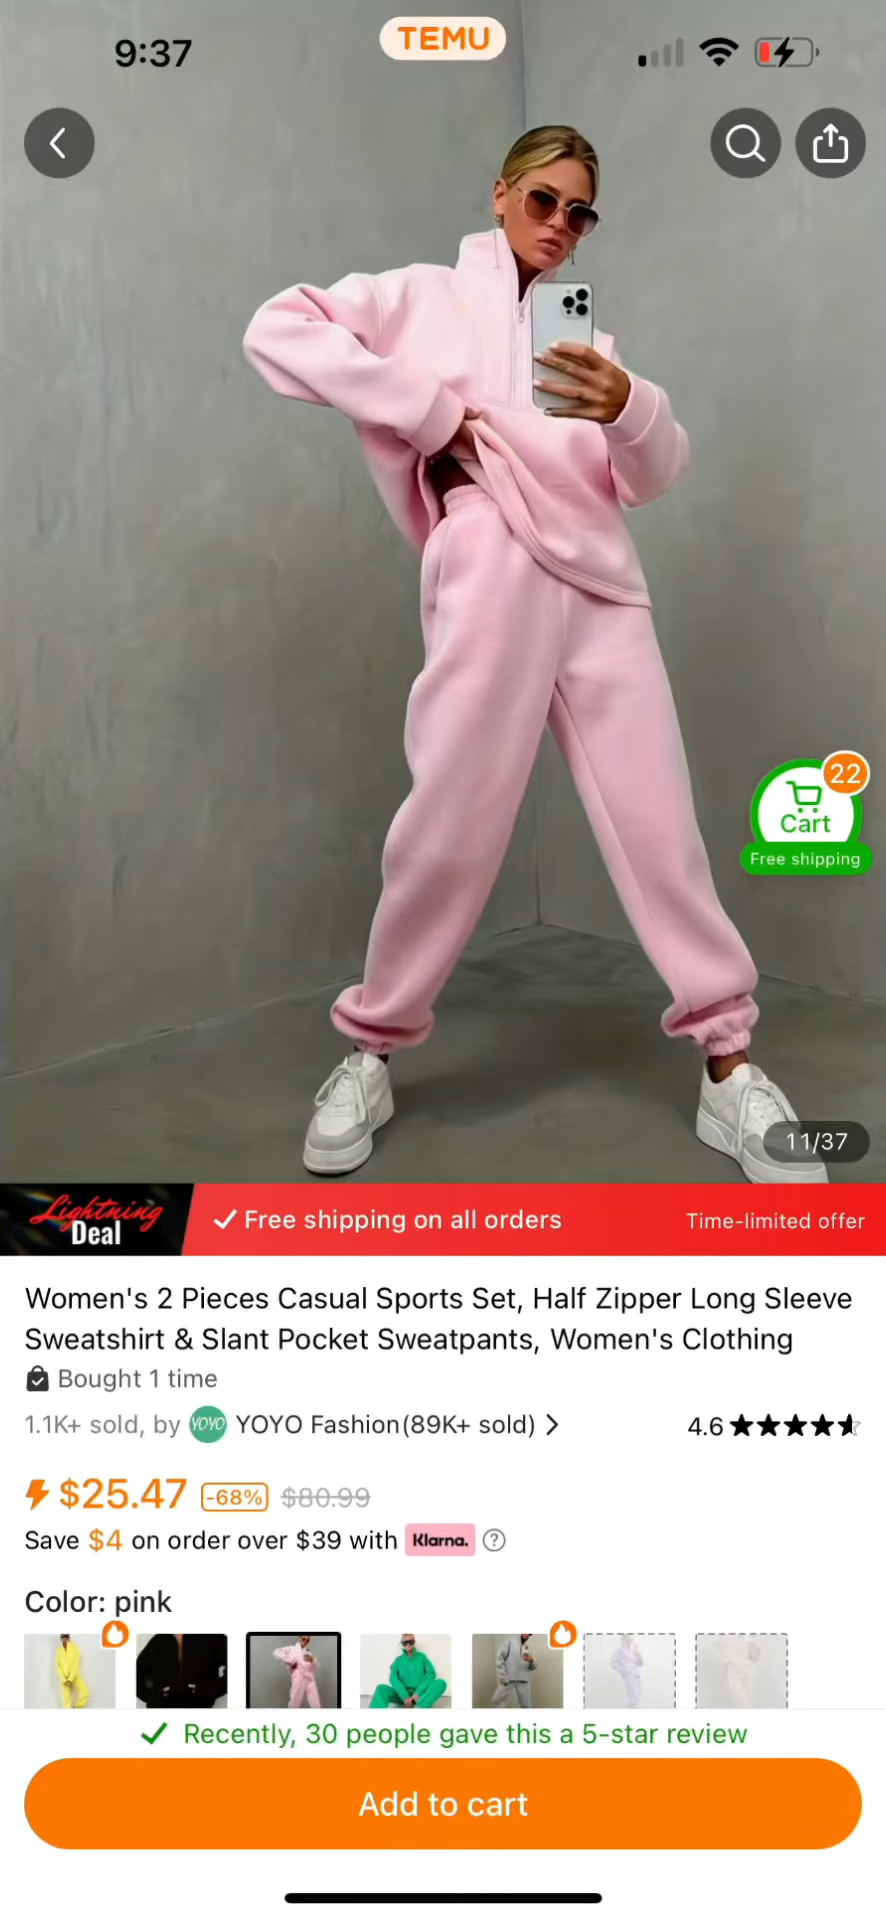 9:37
TEMU
22
Cart
Free shipping
11/37
Lightning
Deal
Free shipping on all orders
Time-limited offer
Women's 2 Pieces Casual Sports Set, Half Zipper Long Sleeve
Sweatshirt & Slant Pocket Sweatpants, Women's Clothing
Bought 1 time
1.1K+ sold, by YOYO YOYO Fashion(89K+ sold)
4.6
$25.47 -68% $80.99
Save $4 on order over $39 with Klarna. ?
Color: pink
Recently, 30 people gave this a 5-star review
Add to cart